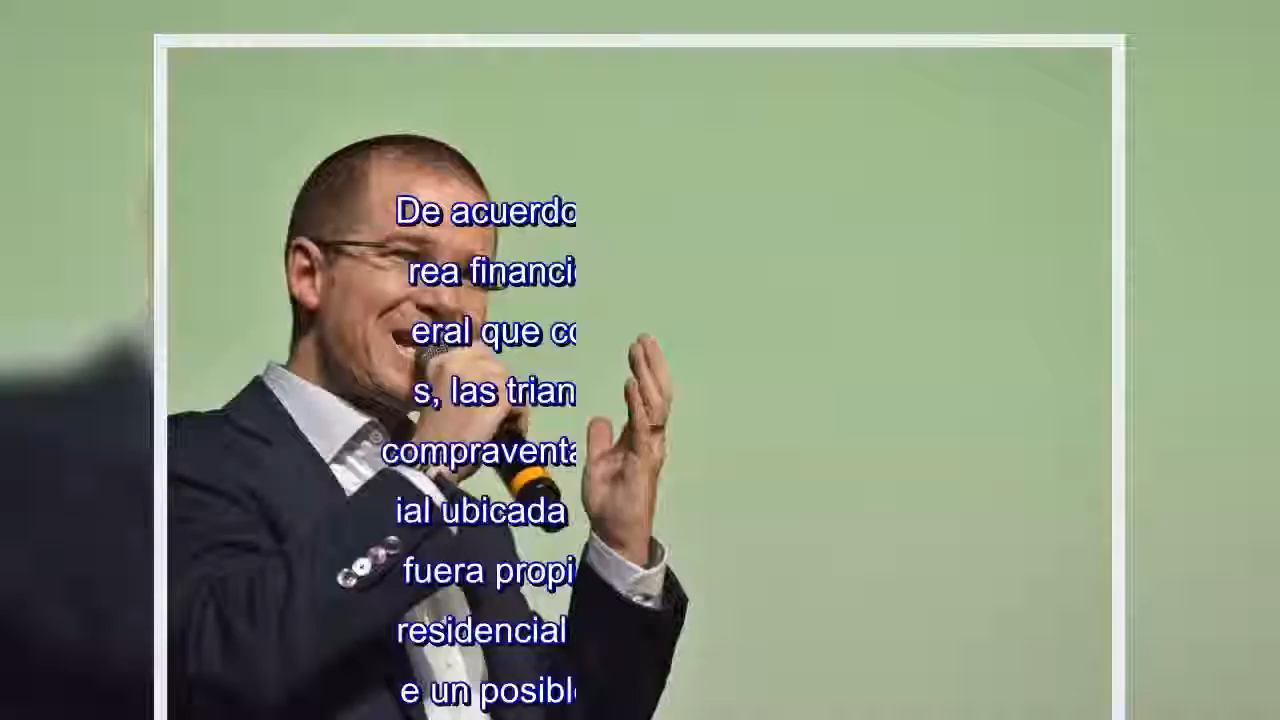 De acuerdo
rea financi
eral que co
s, las trian
compraventa
ial ubicada
fuera propi
residencial
e un posibl